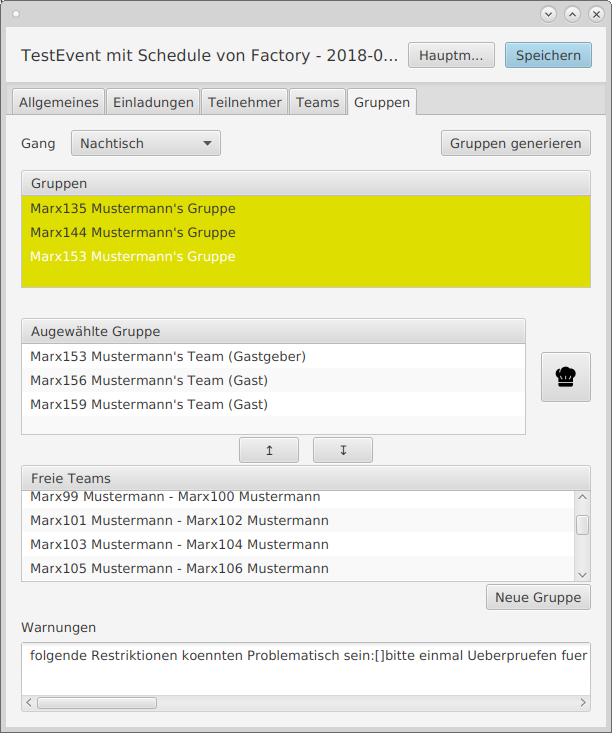 TestEvent mit Schedule von Factory - 2018-0...
Hauptm...
Speichern
Allgemeines
Einladungen
Teilnehmer
Teams
Gruppen
Gang
Nachtisch
Gruppen generieren
Gruppen
Marx135 Mustermann's Gruppe
Marx144 Mustermann's Gruppe
Marx153 Mustermann's Gruppe
Augewählte Gruppe
Marx153 Mustermann's Team (Gastgeber)
Marx156 Mustermann's Team (Gast)
Marx159 Mustermann's Team (Gast)
↥
↧
Freie Teams
Marx99 Mustermann - Marx100 Mustermann
Marx101 Mustermann - Marx102 Mustermann
Marx103 Mustermann - Marx104 Mustermann
Marx105 Mustermann - Marx106 Mustermann
Neue Gruppe
Warnungen
folgende Restriktionen koennten Problematisch sein:[]bitte einmal Ueberpruefen fuer